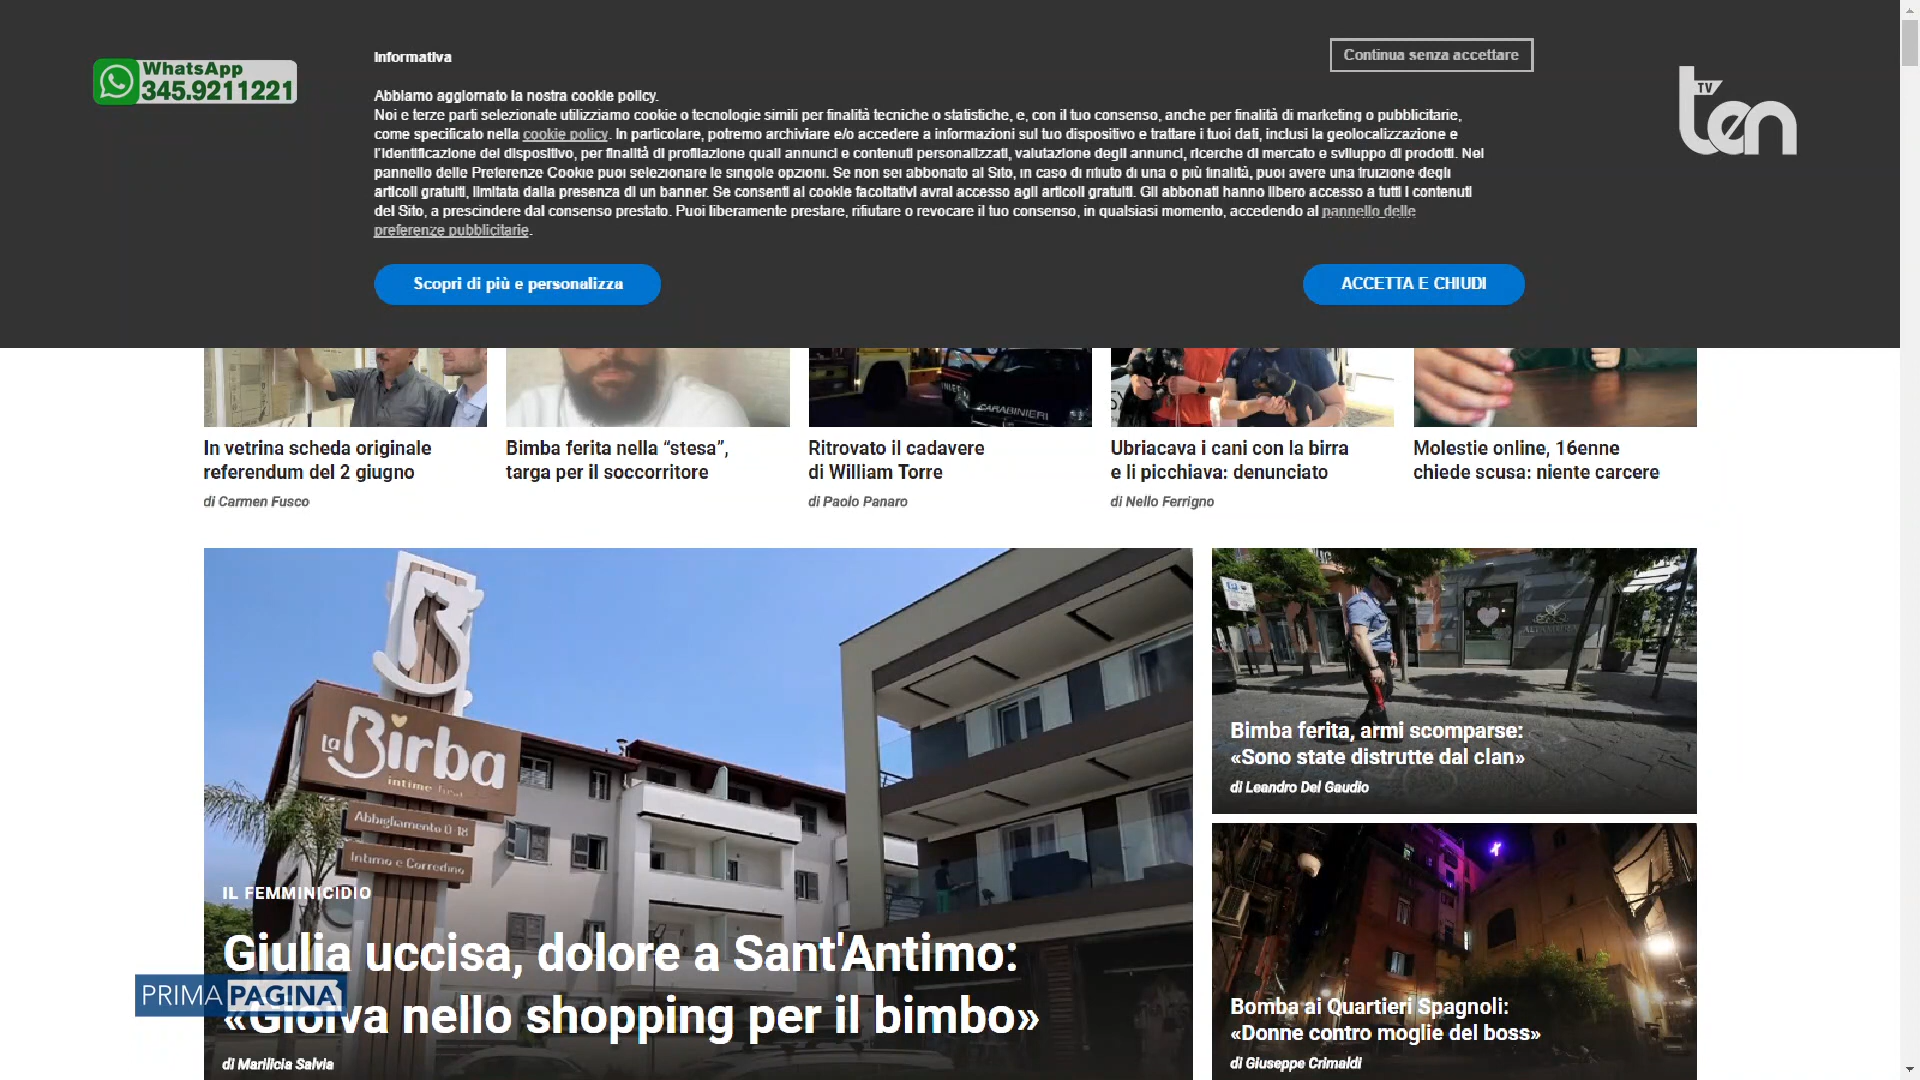 WhatsApp
345.9211221
Informativa
Continua senza accettare
TV
ten
Abbiamo aggiornato la nostra cookie policy.
Noi e terze parti selezionate utilizziamo cookie o tecnologie simili per finalità tecniche o statistiche, e, con il tuo consenso, anche per finalità di marketing o pubblicitarie,
come specificato nella cookie policy. In particolare, potremo archiviare e/o accedere a informazioni sul tuo dispositivo e trattare i tuoi dati, inclusi la geolocalizzazione e
l'identificazione del dispositivo, per finalità di profilazione quali annunci e contenuti personalizzati, valutazione degli annunci, ricerche di mercato e sviluppo di prodotti. Nel
pannello delle Preferenze Cookie puoi selezionare le singole opzioni. Se non sei abbonato al Sito, in caso di rifiuto di una o più finalità, puoi avere una fruizione degli
articoli gratuiti, limitata dalla presenza di un banner. Se consenti ai cookie facoltativi avrai accesso agli articoli gratuiti. Gli abbonati hanno libero accesso a tutti i contenuti
del Sito, a prescindere dal consenso prestato. Puoi liberamente prestare, rifiutare o revocare il tuo consenso, in qualsiasi momento, accedendo al pannello delle
preferenze pubblicitarie.
Scopri di più e personalizza
ACCETTA E CHIUDI
CARABINIERI
In vetrina scheda originale
referendum del 2 giugno
di Carmen Fusco
Bimba ferita nella “stesa”,
targa per il soccorritore
Ritrovato il cadavere
di William Torre
di Paolo Panaro
Ubriacava i cani con la birra
e li picchiava: denunciato
di Nello Ferrigno
Molestie online, 16enne
chiede scusa: niente carcere
B
La Birba
intimo
Abbigliamento 0-18
Intimo e Corredino
IL FEMMINICIDIO
Giulia uccisa, dolore a Sant'Antimo:
«Gioiva nello shopping per il bimbo»
di Marilicia Salvia
PRIMA PAGINA
Bimba ferita, armi scomparse:
«Sono state distrutte dal clan»
di Leandro Del Gaudio
Bomba ai Quartieri Spagnoli:
«Donne contro moglie del boss»
di Giuseppe Crimaldi